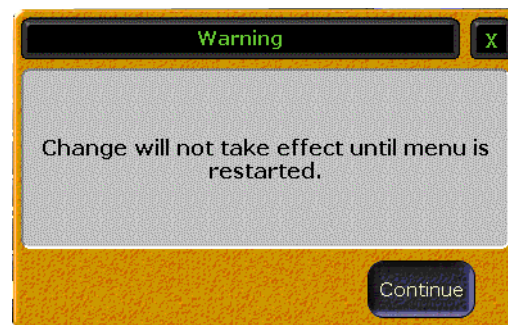 Warning
X
Change will not take effect until menu is
restarted.
Continue